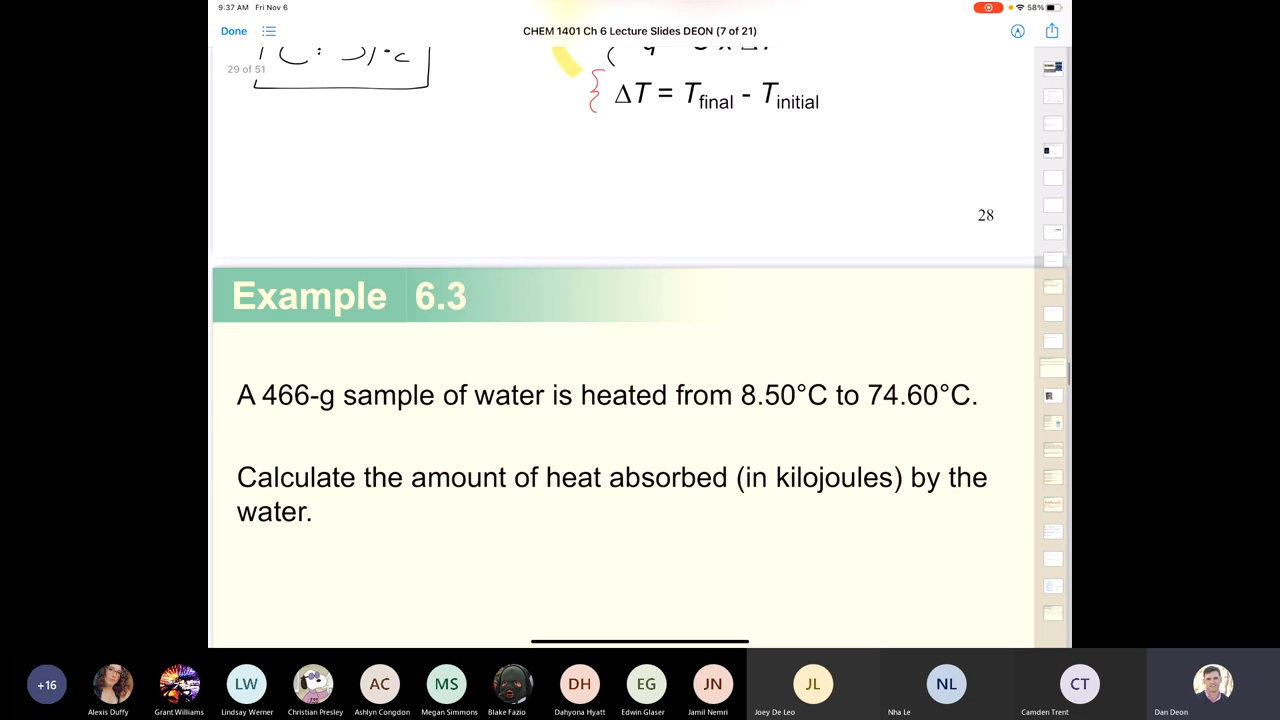 9:37 AM Fri Nov 6
58%
Done
CHEM 1401 Ch 6 Lecture Slides DEON (7 of 21)
29 of 51
ΔT = Tfinal - Tinitial
28
Example 6.3
A 466-g sample of water is heated from 8.50°C to 74.60°C.
Calculate the amount of heat absorbed (in kilojoules) by the
water.
+16
LW
AC
MS
DH
EG
JN
JL
NL
CT
Alexis Duffy
Grant Williams
Lindsay Werner
Christian Presley
Ashlyn Congdon
Megan Simmons
Blake Fazio
Dahyona Hyatt
Edwin Glaser
Jamil Nemri
Joey De Leo
Nha Le
Camden Trent
Dan Deon